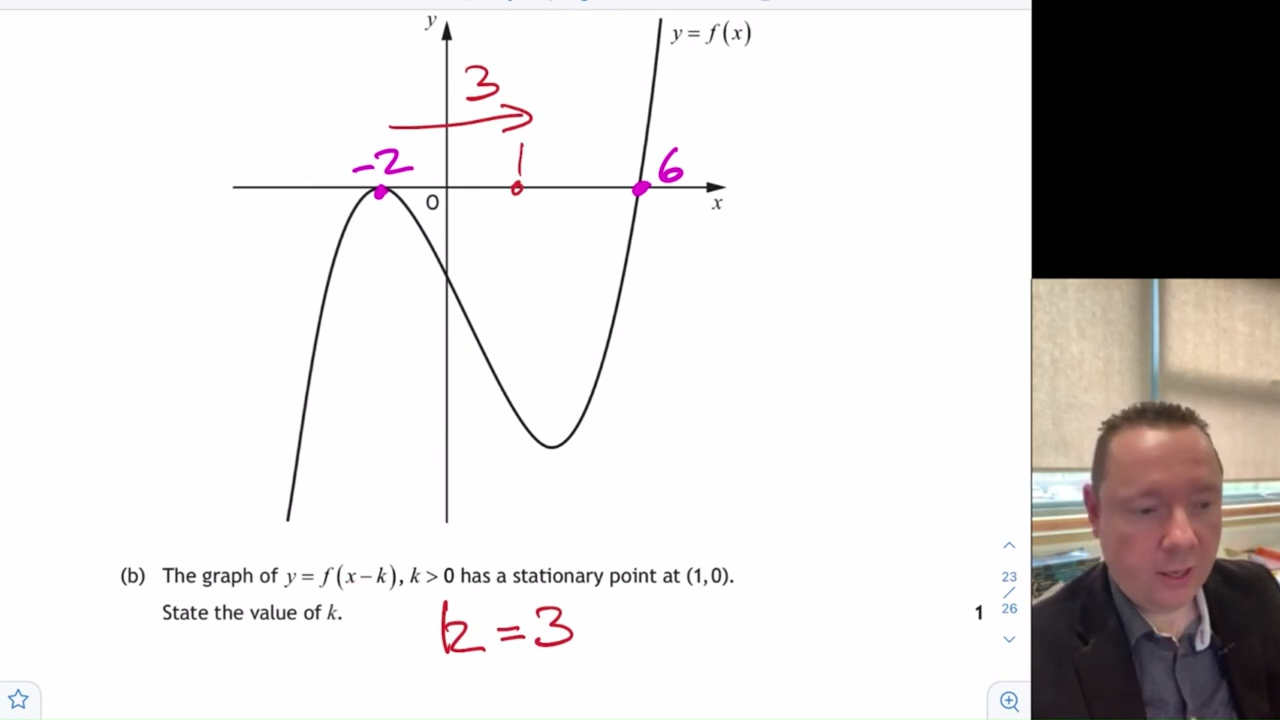 y
y = f(x)
3
-2
1
6
0
x
(b) The graph of y = f(x − k), k > 0 has a stationary point at (1,0).
State the value of k.
1
k = 3
23
/
26